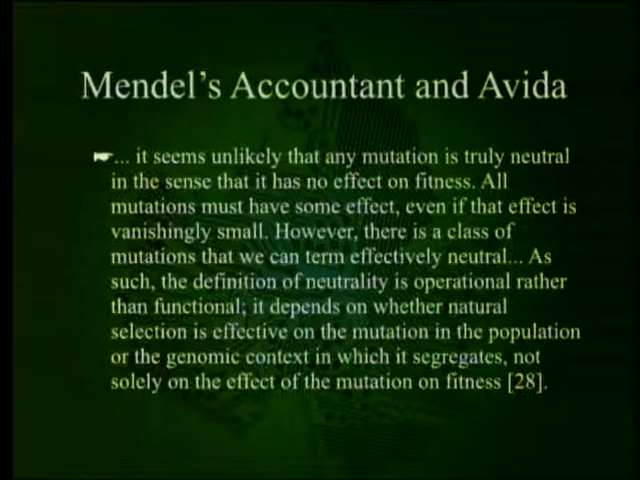 Mendel's Accountant and Avida
... it seems unlikely that any mutation is truly neutral
in the sense that it has no effect on fitness. All
mutations must have some effect, even if that effect is
vanishingly small. However, there is a class of
mutations that we can term effectively neutral... As
such, the definition of neutrality is operational rather
than functional; it depends on whether natural
selection is effective on the mutation in the population
or the genomic context in which it segregates, not
solely on the effect of the mutation on fitness [28].